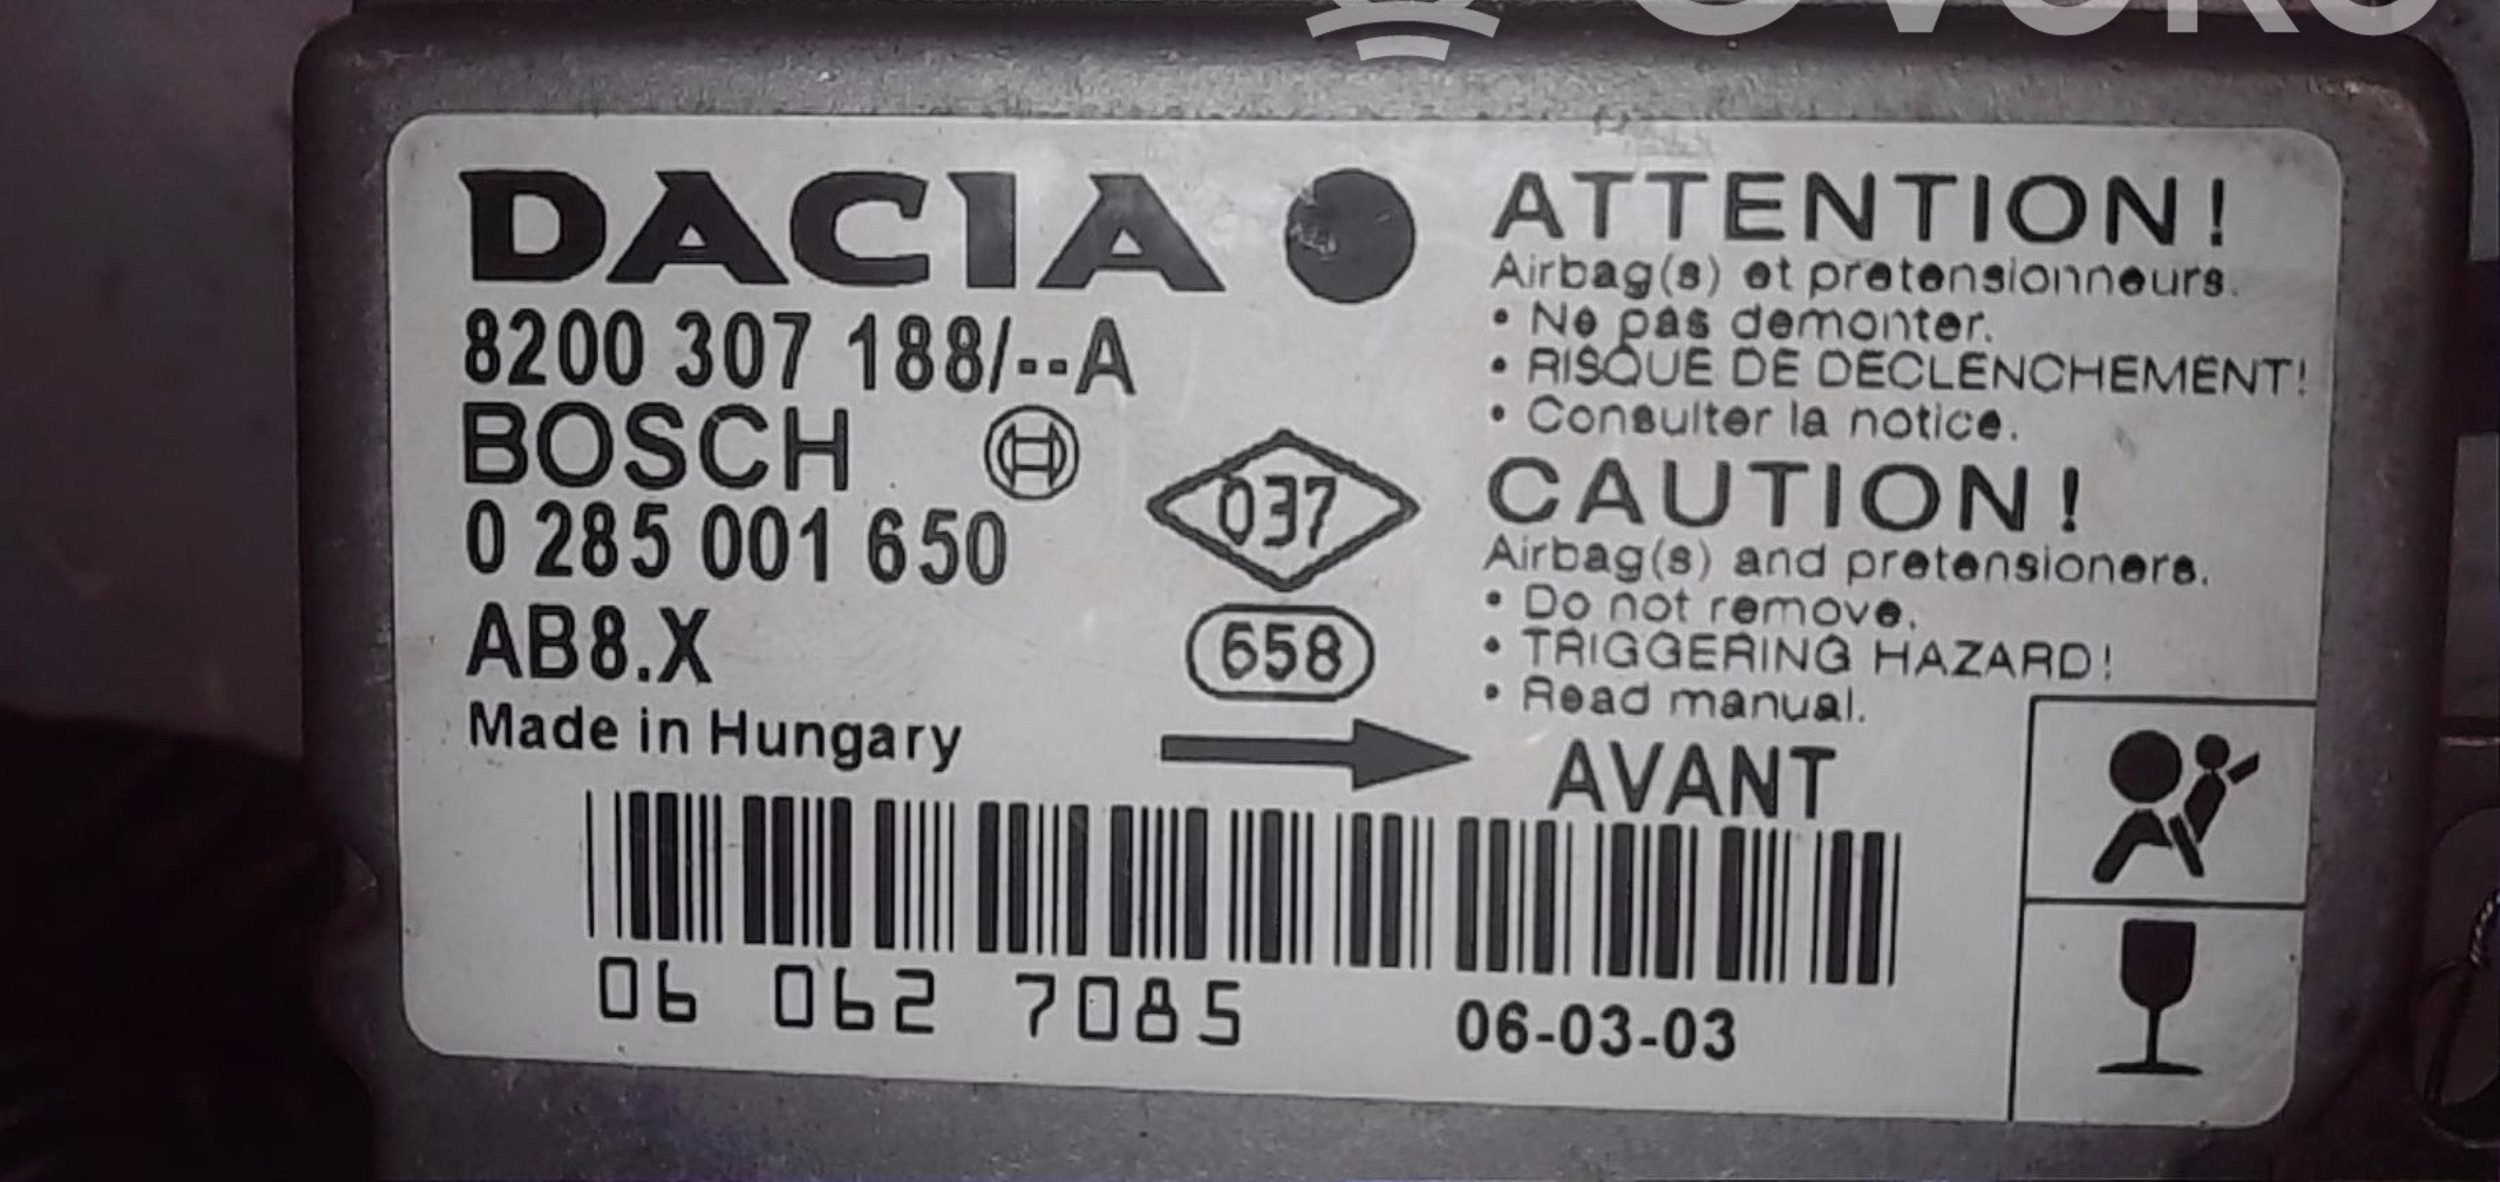 DACIA
8200 307 188/--A
BOSCH
0 285 001 650
AB8.X
Made in Hungary
037
658
ATTENTION!
Airbag(s) et pretensionneurs.
• Ne pas demonter.
• RISQUE DE DECLENCHEMENT!
• Consulter la notice.
CAUTION!
Airbag(s) and pretensioners.
• Do not remove.
• TRIGGERING HAZARD!
• Read manual.
AVANT
06 062 7085
06-03-03